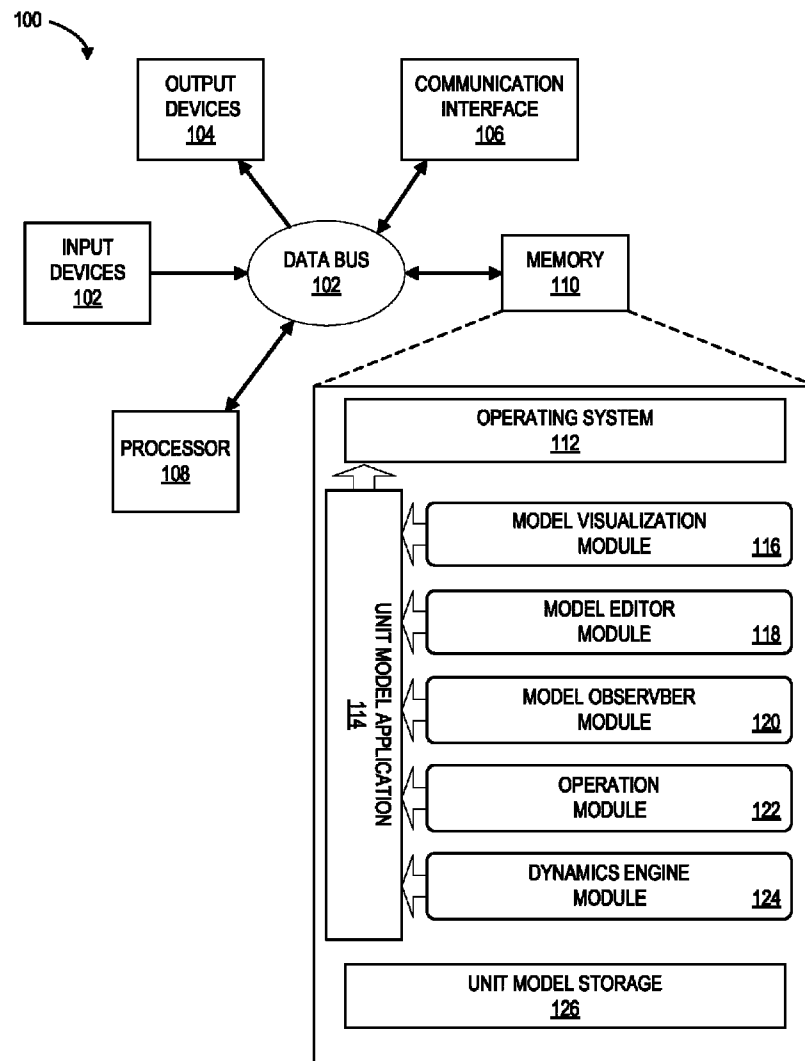 100
OUTPUT
DEVICES
104
COMMUNICATION
INTERFACE
106
INPUT
DEVICES
102
DATA BUS
102
MEMORY
110
PROCESSOR
108
OPERATING SYSTEM
112
UNIT MODEL APPLICATION
114
MODEL VISUALIZATION
MODULE 116
MODEL EDITOR
MODULE 118
MODEL OBSERVBER
MODULE 120
OPERATION
MODULE 122
DYNAMICS ENGINE
MODULE 124
UNIT MODEL STORAGE
126